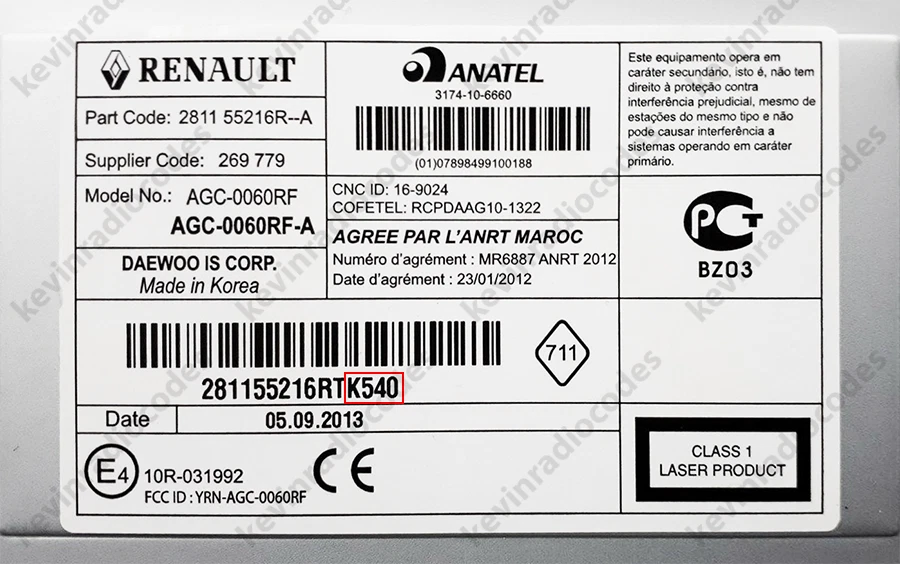 RENAULT
Part Code: 2811 55216R--A
Supplier Code: 269 779
Model No.: AGC-0060RF
AGC-0060RF-A
DAEWOO IS CORP.
Made in Korea
ANATEL
3174-10-6660
(01)07898499100188
CNC ID: 16-9024
COFETEL: RCPDAAG10-1322
AGREE PAR L'ANRT MAROC
Numéro d'agrément : MR6887 ANRT 2012
Date d'agrément : 23/01/2012
Este equipamento opera em
caráter secundário, isto é, não tem
direito à proteção contra
interferência prejudicial, mesmo de
estações do mesmo tipo e não
pode causar interferência a
sistemas operando em caráter
primário.
PCT
BZ03
281155216RTK540
711
Date 05.09.2013
E4 10R-031992
FCC ID : YRN-AGC-0060RF
CE
CLASS 1
LASER PRODUCT
kevinradiocodes